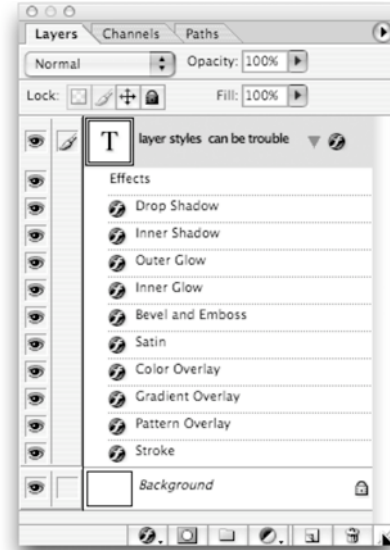 Layers Channels Paths
Normal Opacity: 100%
Lock: Fill: 100%
T layer styles can be trouble
Effects
Drop Shadow
Inner Shadow
Outer Glow
Inner Glow
Bevel and Emboss
Satin
Color Overlay
Gradient Overlay
Pattern Overlay
Stroke
Background